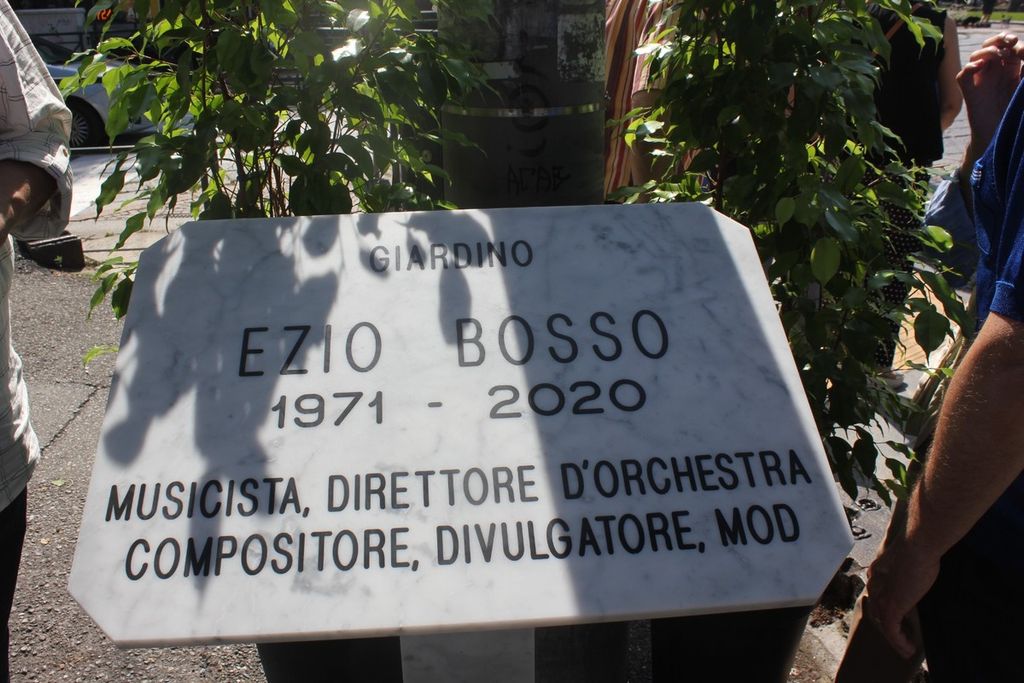 GIARDINO
EZIO BOSSO
1971 - 2020
MUSICISTA, DIRETTORE D'ORCHESTRA
COMPOSITORE, DIVULGATORE, MOD